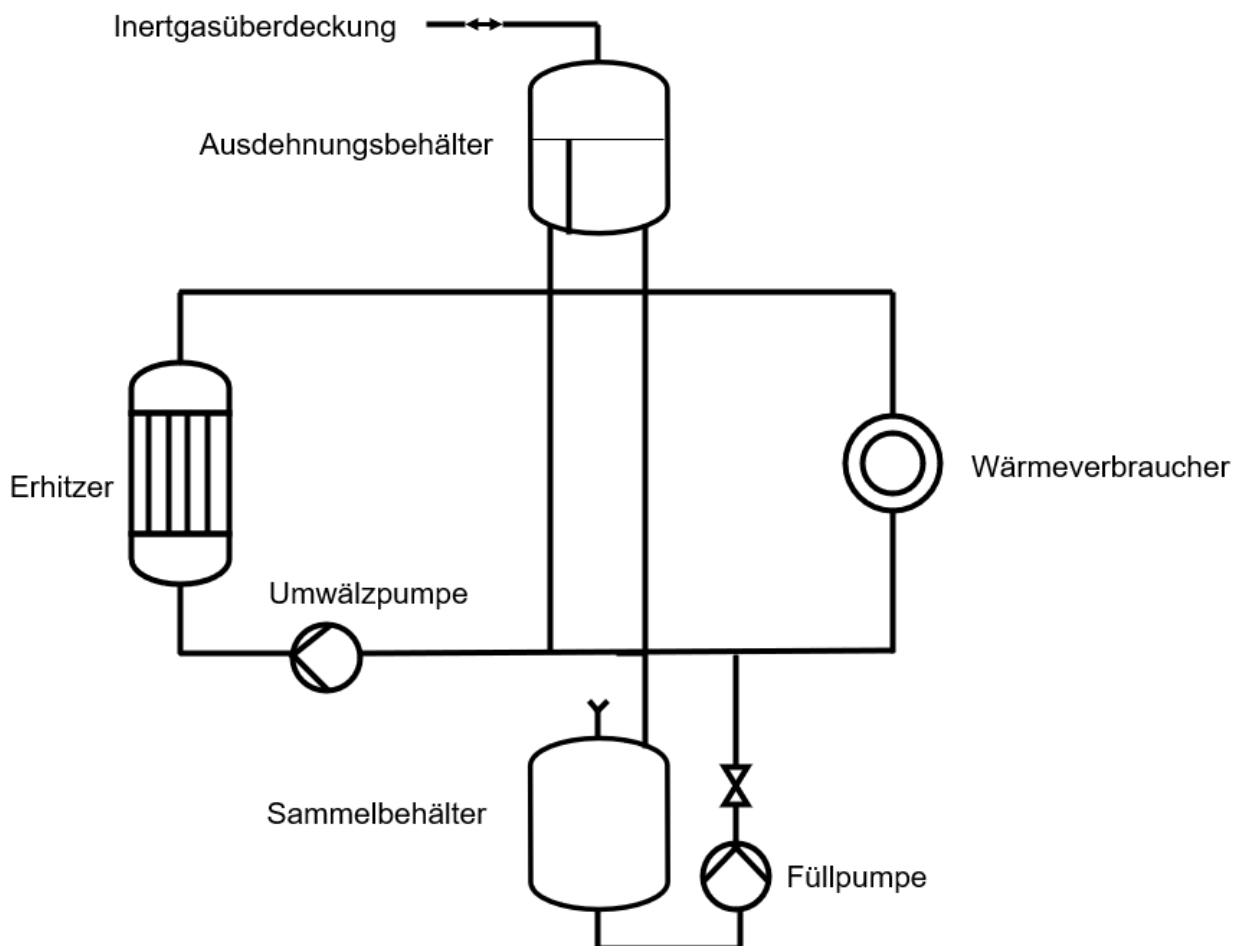 Inertgasüberdeckung
Ausdehnungsbehälter
Erhitzer
Wärmeverbraucher
Umwälzpumpe
Sammelbehälter
Füllpumpe